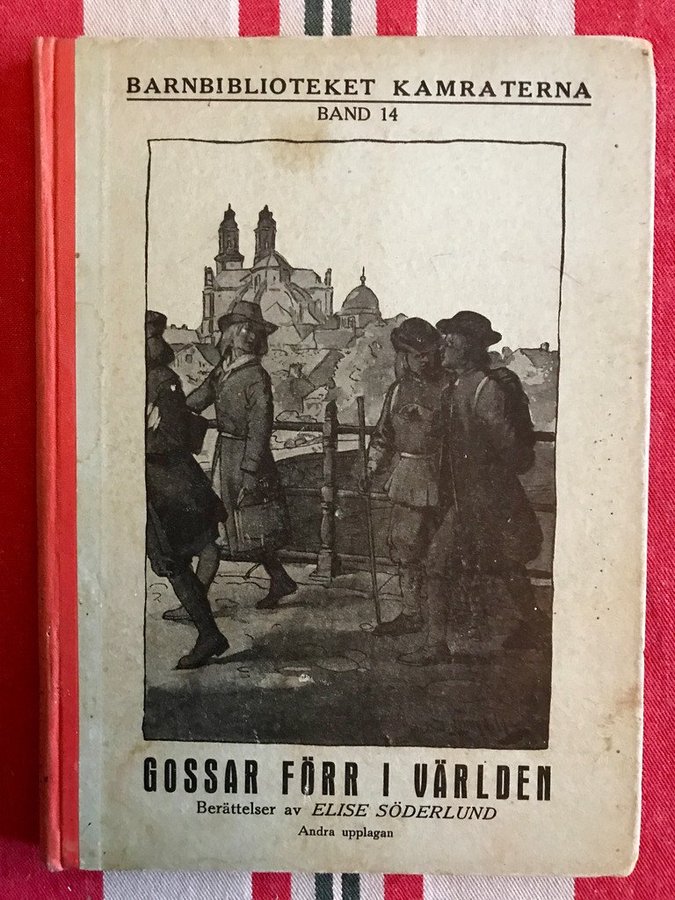 BARNBIBLIOTEKET KAMRATERNA
BAND 14
GOSSAR FÖRR I VÄRLDEN
Berättelser av ELISE SÖDERLUND
Andra upplagan